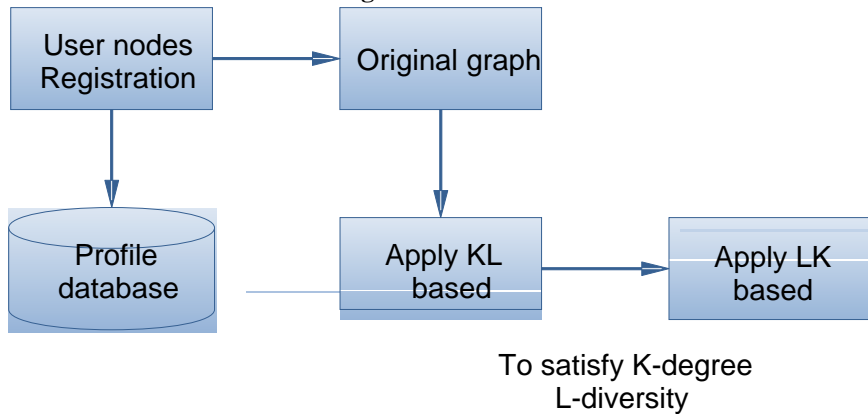 User nodes
Registration
Original graph
Profile
database
Apply KL
based
Apply LK
based
To satisfy K-degree
L-diversity